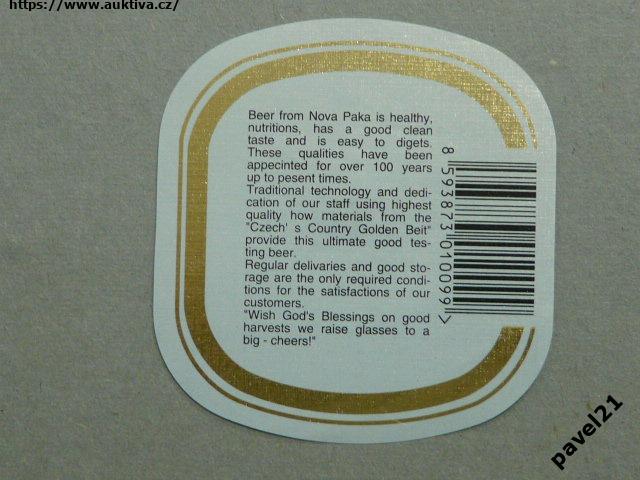 https://www.auktiva.cz/
Beer from Nova Paka is healthy,
nutritions, has a good clean
taste and is easy to digets.
These qualities have been
appecinted for over 100 years
up to pesent times.
Traditional technology and dedi-
cation of our staff using highest
quality how materials from the
"Czech' s Country Golden Beit"
provide this ultimate good tes-
ting beer.
Regular delivaries and good sto-
rage are the only required condi-
tions for the satisfactions of our
customers.
"Wish God's Blessings on good
harvests we raise glasses to a
big - cheers!"
8 593873 010099 >
pavel21